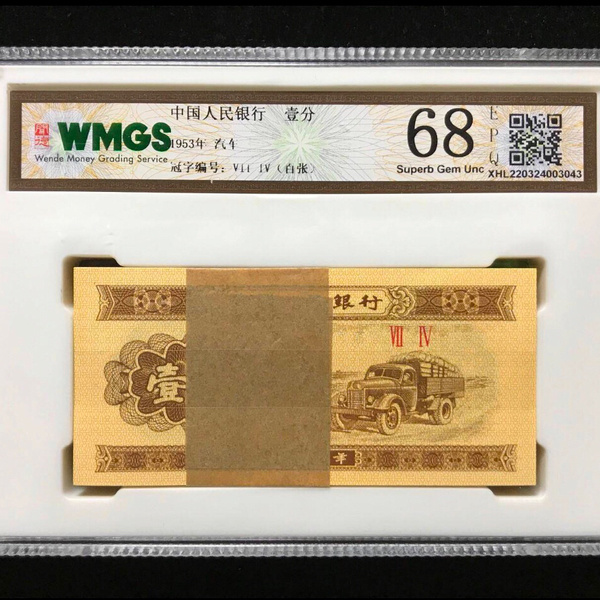 中国人民银行 壹分
WMGS
1953年 汽车
Wende Money Grading Service
冠字编号：VII IV（百张）
68
EPQ
Superb Gem Unc
XHL220324003043
银行
VII IV
壹
年